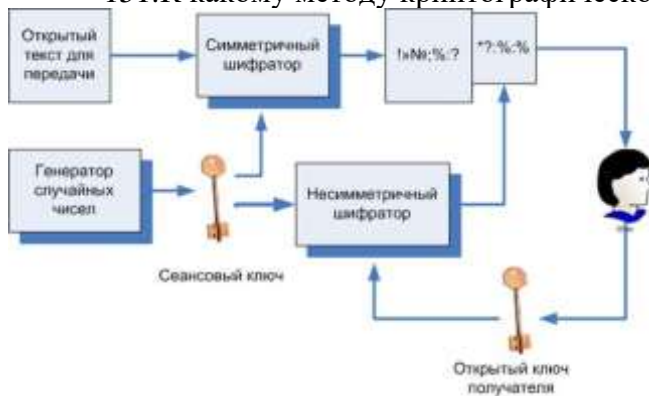 Открытый
текст для
передачи
Симметричный
шифратор
!»№;%:?
*?:%:%
Генератор
случайных
чисел
Несимметричный
шифратор
Сеансовый ключ
Открытый ключ
получателя